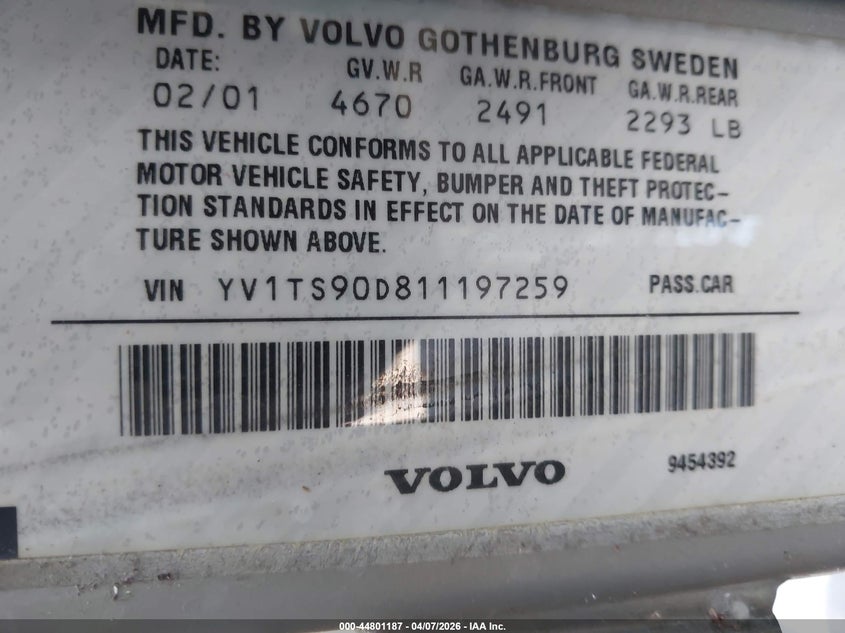 MFD. BY VOLVO GOTHENBURG SWEDEN
DATE: GV.W.R GA.W.R.FRONT GA.W.R.REAR
02/01 4670 2491 2293 LB
THIS VEHICLE CONFORMS TO ALL APPLICABLE FEDERAL
MOTOR VEHICLE SAFETY, BUMPER AND THEFT PROTEC-
TION STANDARDS IN EFFECT ON THE DATE OF MANUFAC-
TURE SHOWN ABOVE.
VIN YV1TS90D811197259 PASS.CAR
VOLVO 9454392
000-44801187 - 04/07/2026 - IAA Inc.